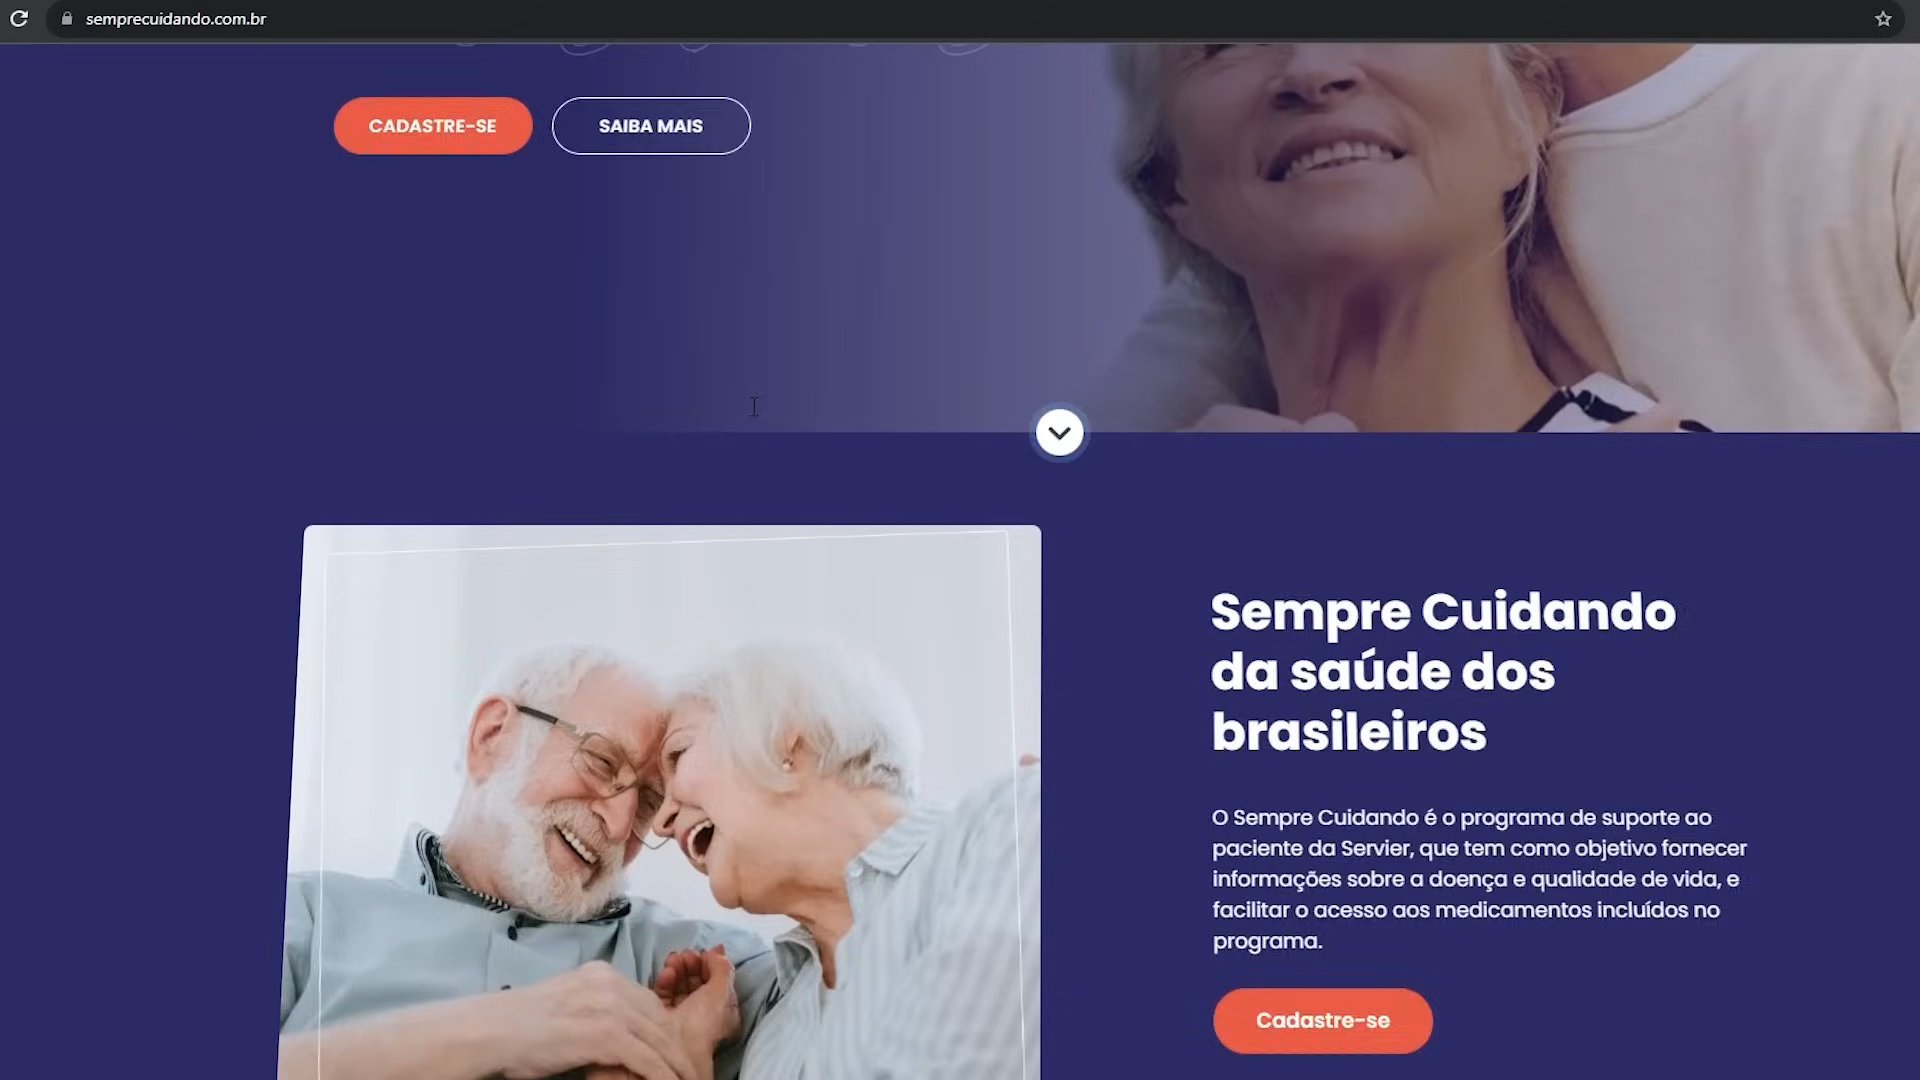 semprecuidando.com.br
CADASTRE-SE
SAIBA MAIS
Sempre Cuidando
da saúde dos
brasileiros
O Sempre Cuidando é o programa de suporte ao
paciente da Servier, que tem como objetivo fornecer
informações sobre a doença e qualidade de vida, e
facilitar o acesso aos medicamentos incluídos no
programa.
Cadastre-se